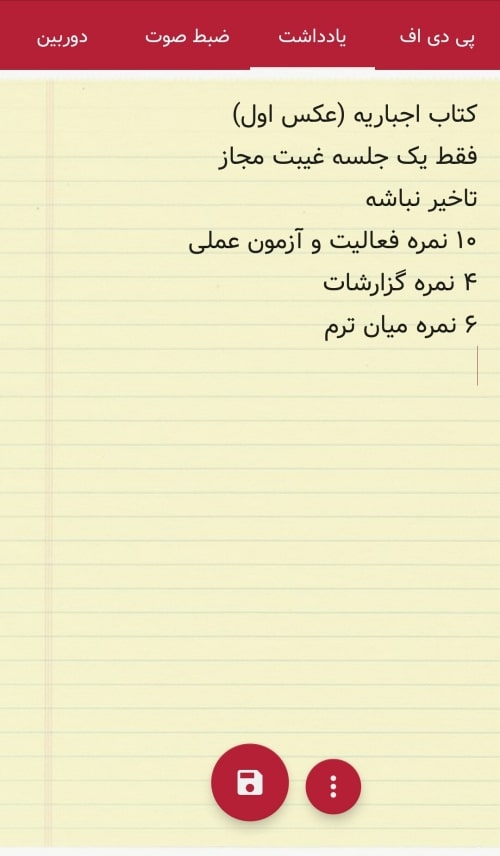 پی دی اف
یادداشت
ضبط صوت
دوربین
کتاب اجباریه (عکس اول)
فقط یک جلسه غیبت مجاز
تاخیر نباشه
۱۰ نمره فعالیت و آزمون عملی
۴ نمره گزارشات
۶ نمره میان ترم